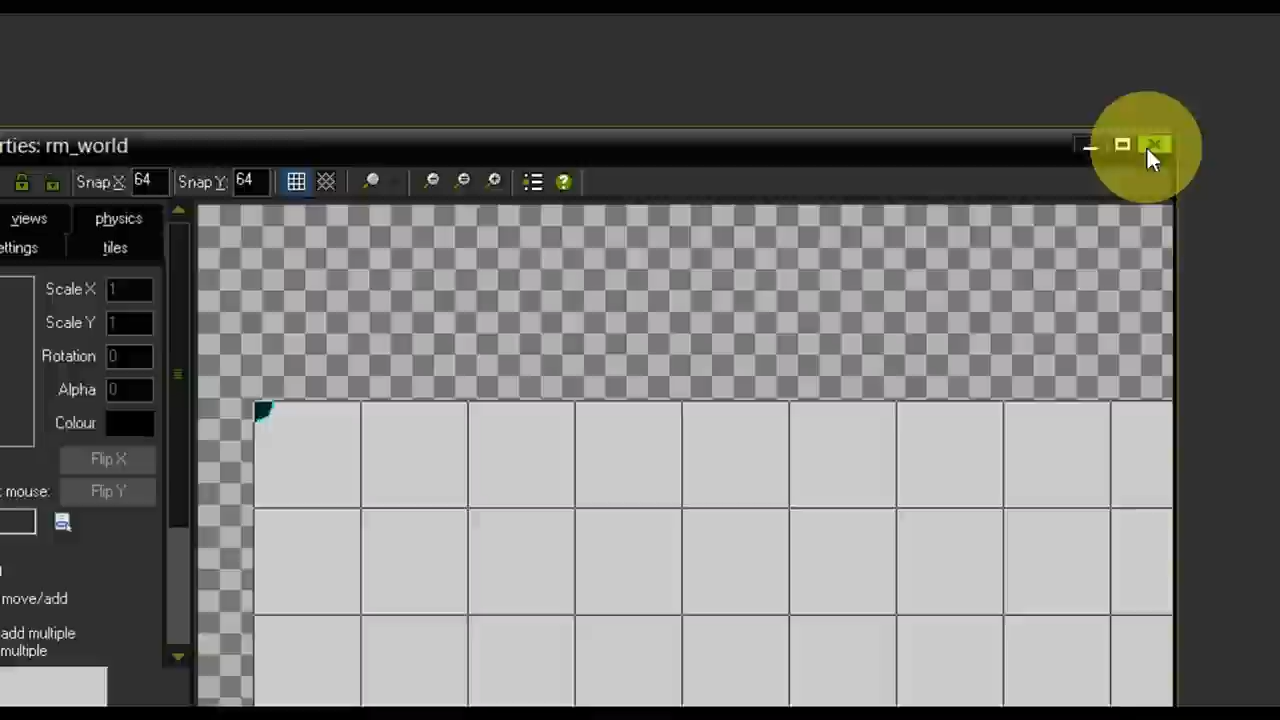 rties: rm_world
Snap X: 64 Snap Y: 64
views physics
ettings tiles
Scale X 1
Scale Y 1
Rotation 0
Alpha 0
Colour
Flip X
mouse: Flip Y
move/add
add multiple
multiple